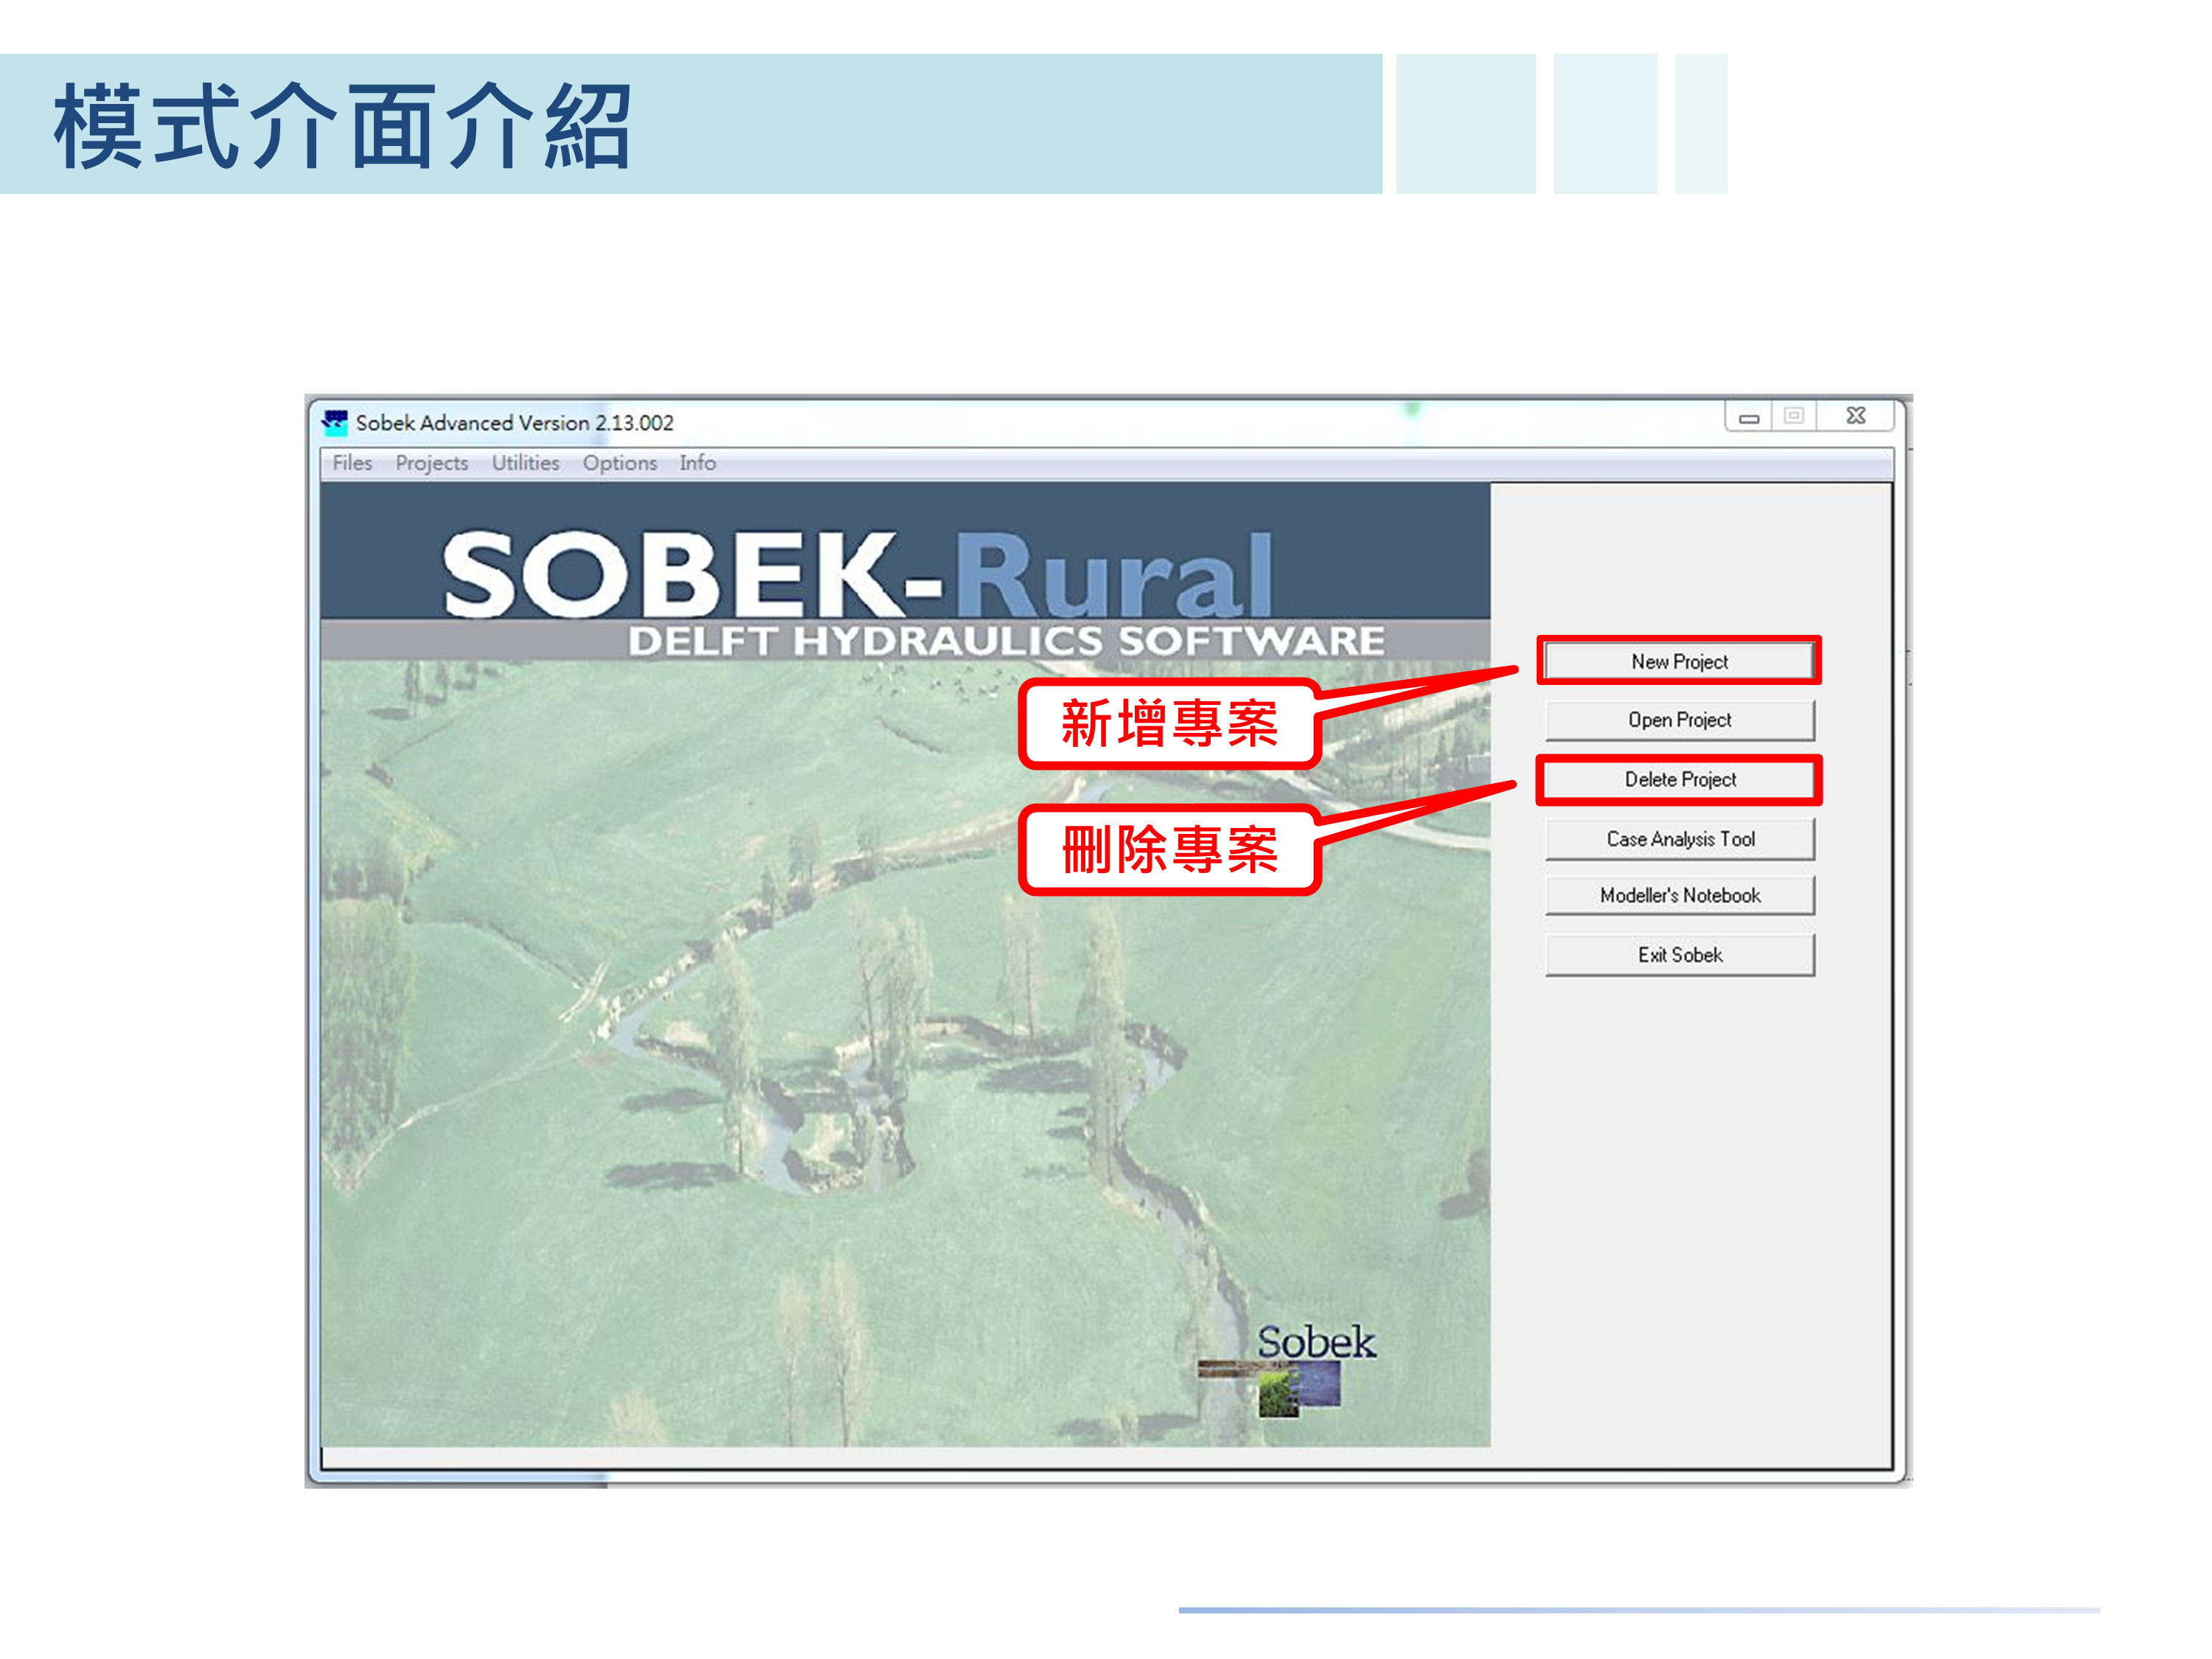 模式介面介紹
Sobek Advanced Version 2.13.002
Files Projects Utilities Options Info
SOBEK-Rural
DELFT HYDRAULICS SOFTWARE
New Project
新增專案
Open Project
Delete Project
刪除專案
Case Analysis Tool
Modeller's Notebook
Exit Sobek
Sobek